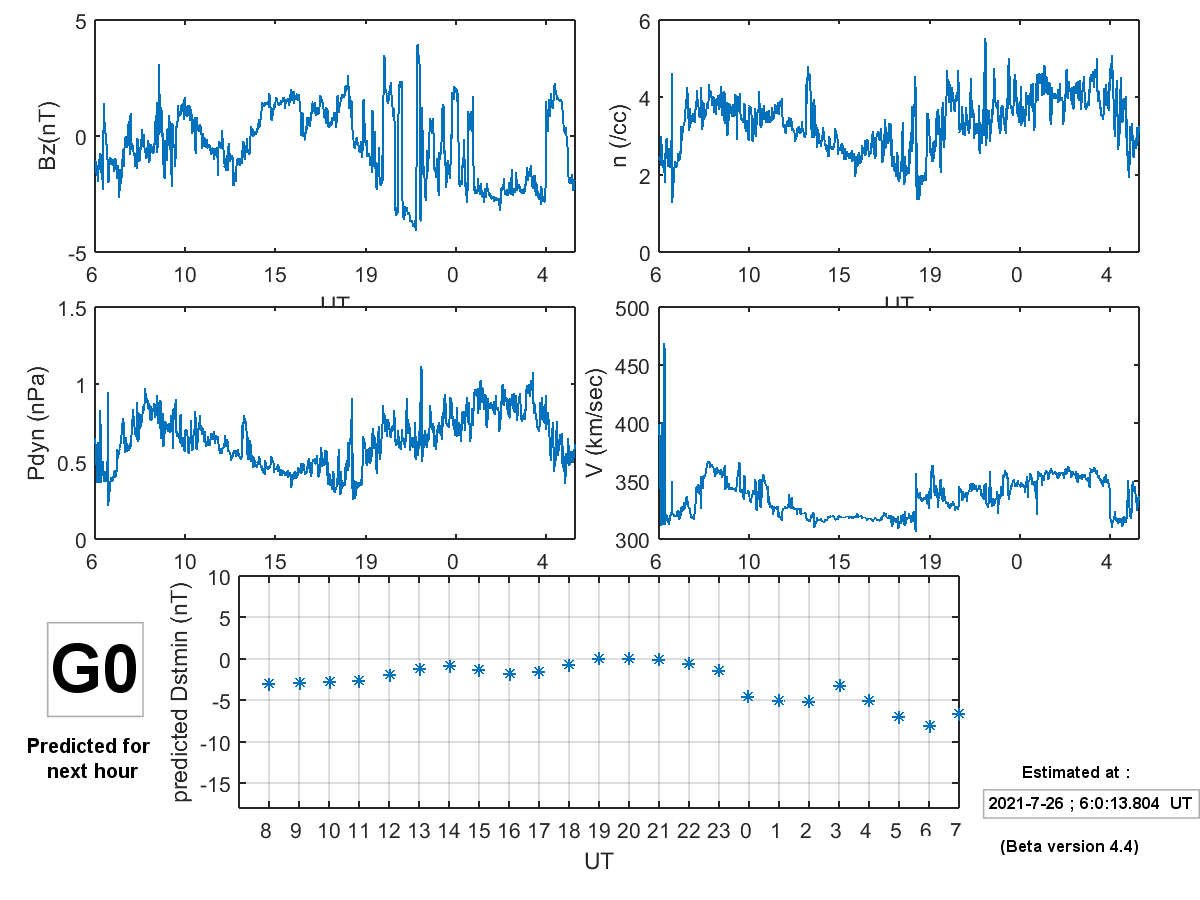 5
0
-5
Bz(nT)
6 10 15 19 0 4
UT
6
4
2
0
n (/cc)
6 10 15 19 0 4
UT
1.5
1
0.5
0
Pdyn (nPa)
6 10 15 19 0 4
500
450
400
350
300
V (km/sec)
6 10 15 19 0 4
10
5
0
-5
-10
-15
predicted Dstmin (nT)
8 9 10 11 12 13 14 15 16 17 18 19 20 21 22 23 0 1 2 3 4 5 6 7
UT
G0
Predicted for
next hour
Estimated at :
2021-7-26 ; 6:0:13.804 UT
(Beta version 4.4)